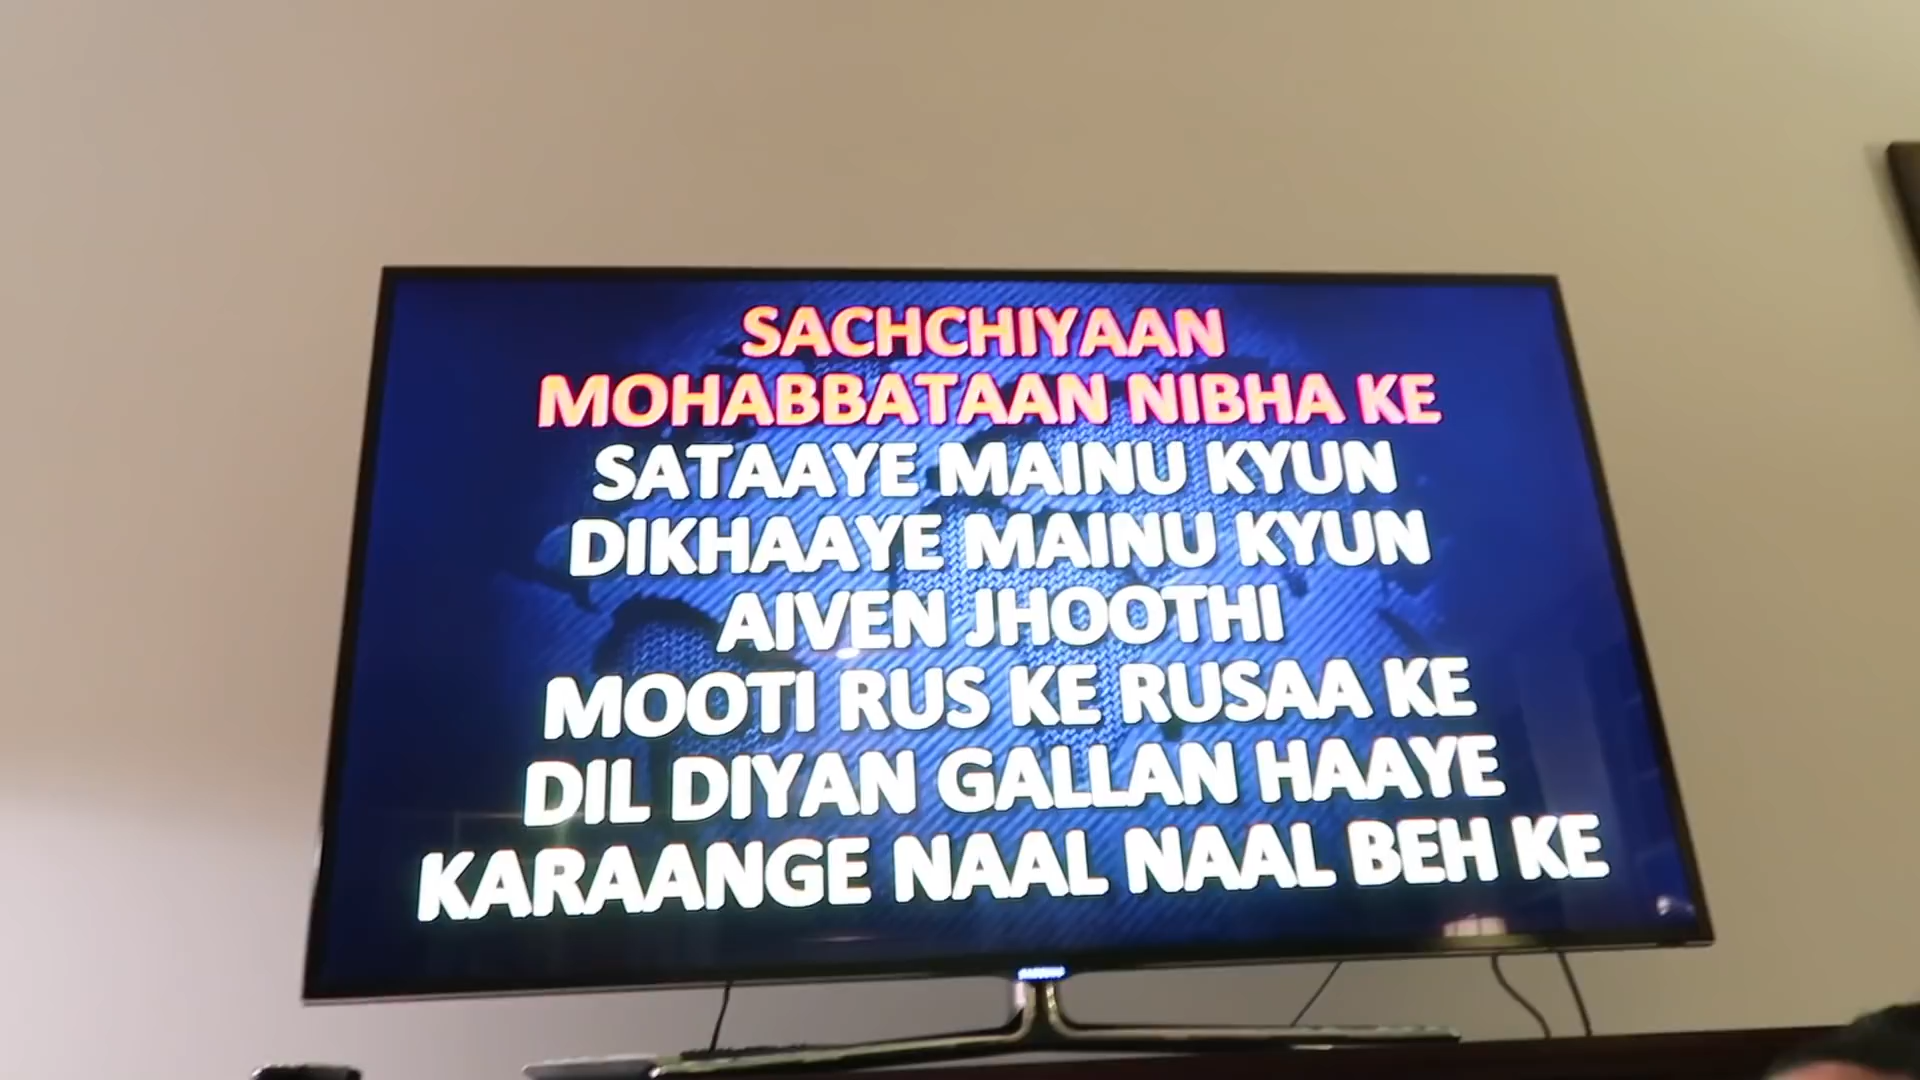 SACHCHIYAAN
MOHABBATAAN NIBHA KE
SATAAYE MAINU KYUN
DIKHAAYE MAINU KYUN
AIVEN JHOOTHI
MOOTI RUS KE RUSAA KE
DIL DIYAN GALLAN HAAYE
KARAANGE NAAL NAAL BEH KE
SAMSUNG